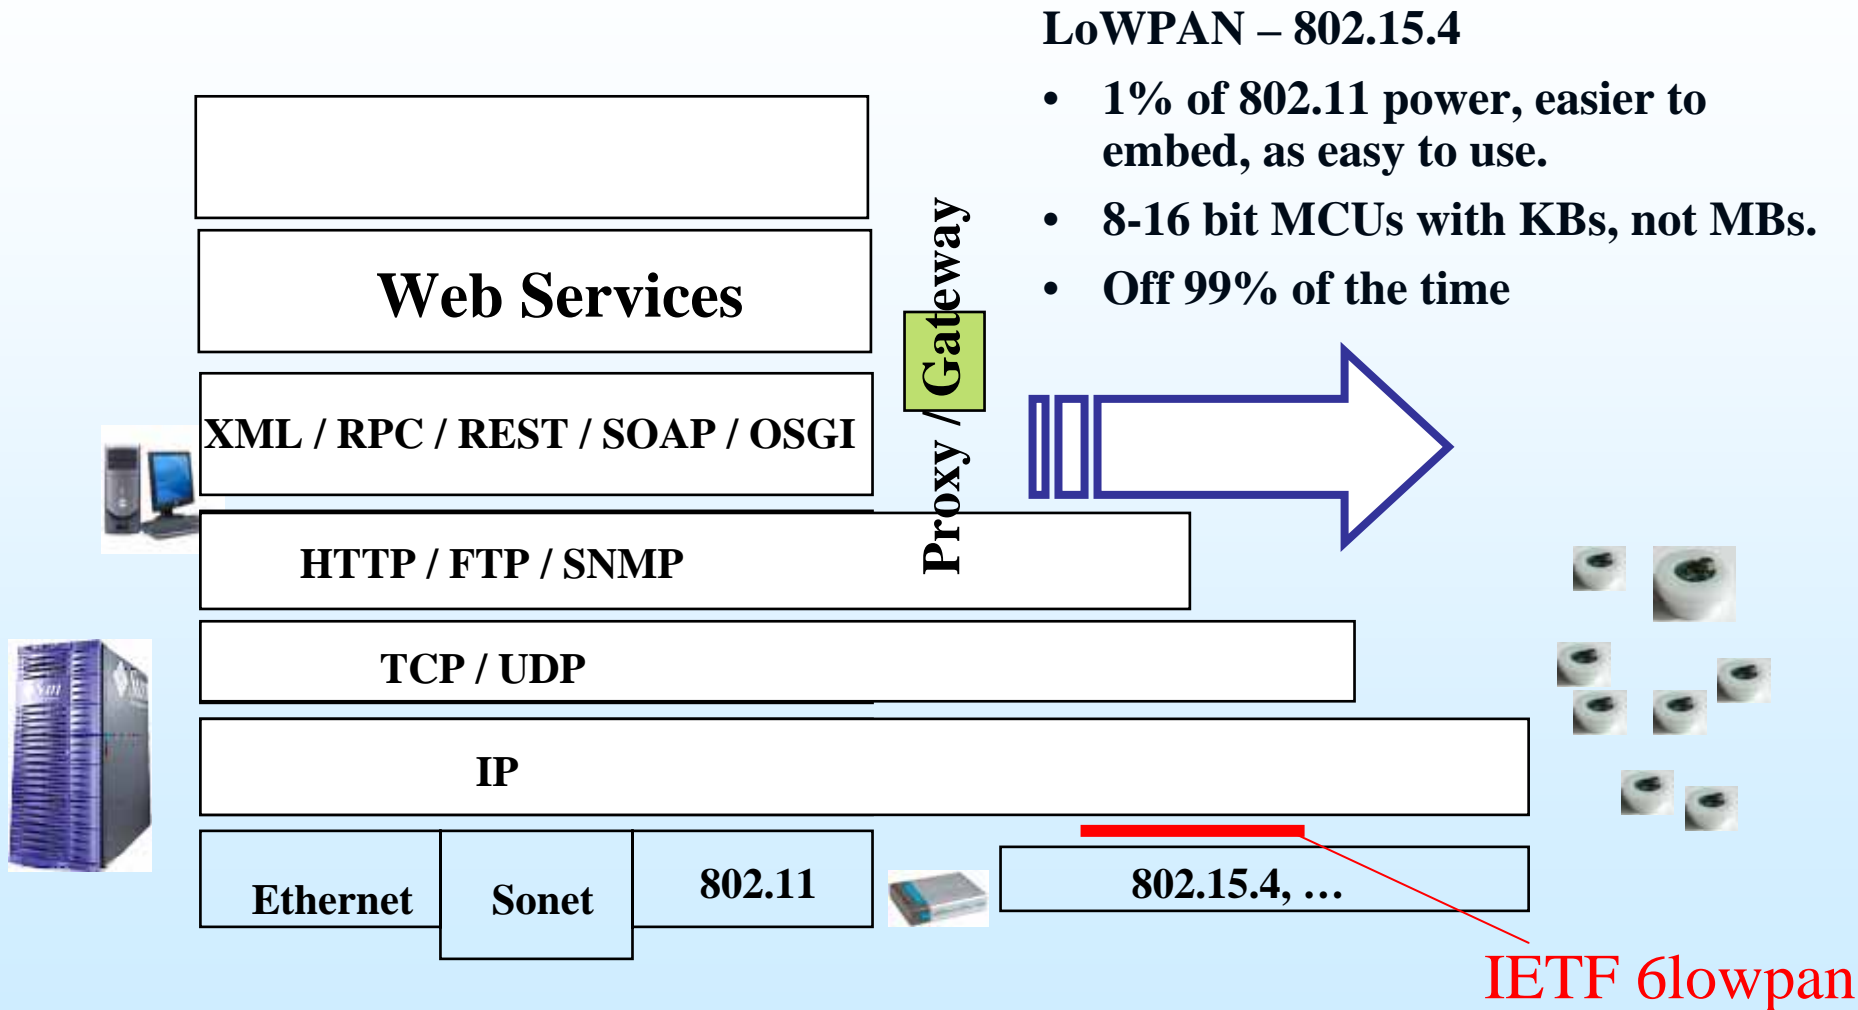 LoWPAN – 802.15.4
• 1% of 802.11 power, easier to
embed, as easy to use.
• 8-16 bit MCUs with KBs, not MBs.
• Off 99% of the time
Web Services
Proxy / Gateway
XML / RPC / REST / SOAP / OSGI
HTTP / FTP / SNMP
TCP / UDP
IP
Ethernet
Sonet
802.11
802.15.4, …
IETF 6lowpan